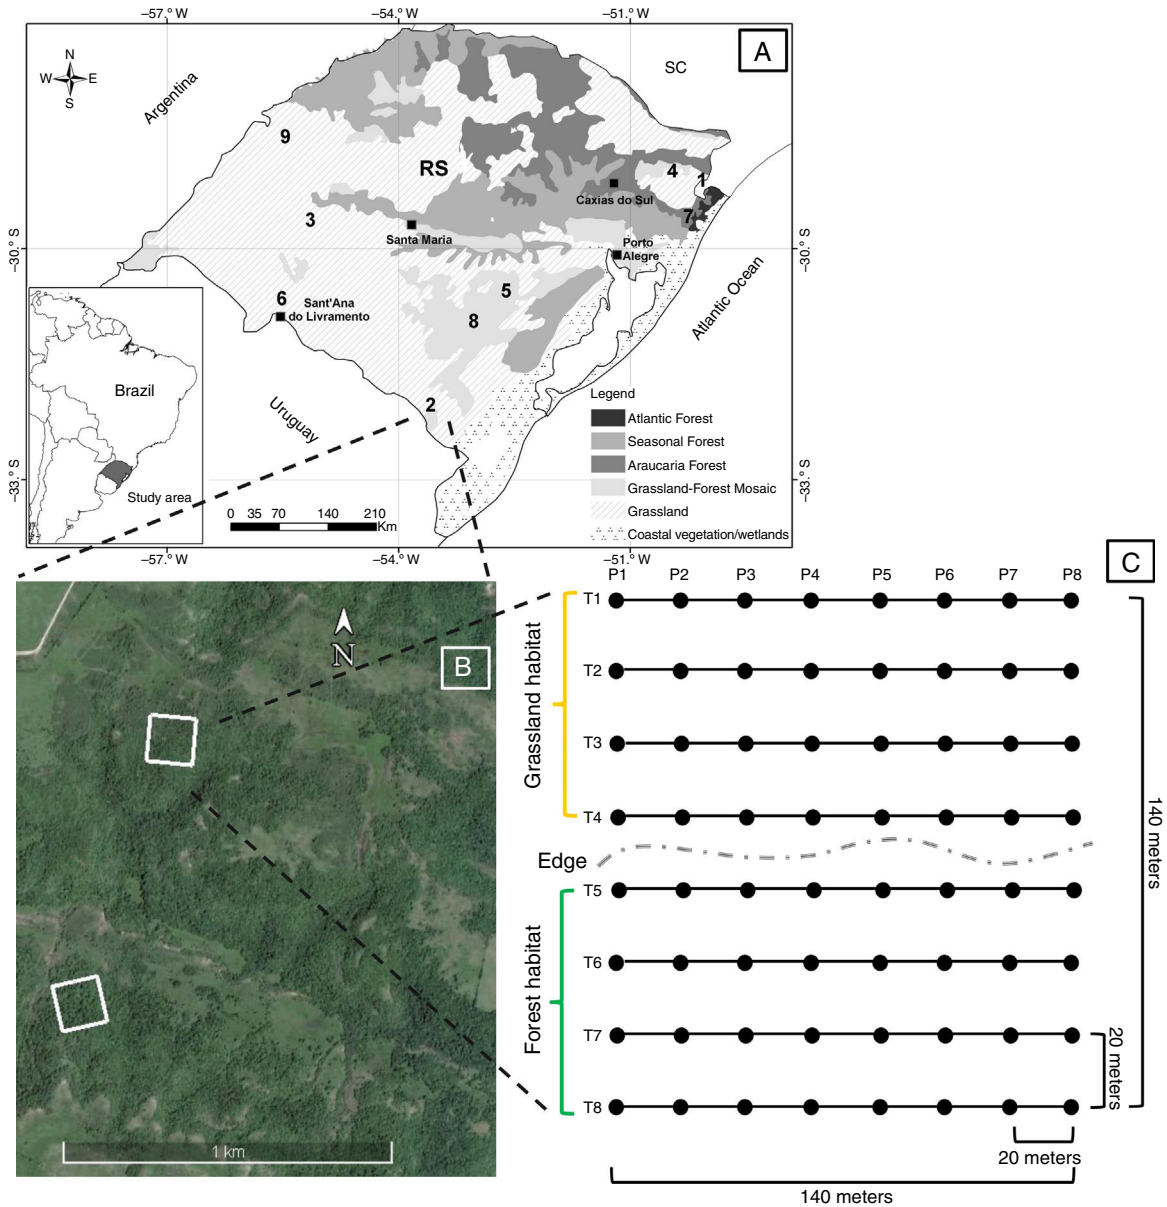 −57.° W
−54.° W
−51.° W
A
N
W
E
S
SC
Argentina
9
RS
4
1
Caxias do Sul
7
3
Santa Maria
Porto
Alegre
−30.° S
−30.° S
5
6
Sant'Ana
do Livramento
8
Atlantic Ocean
Brazil
2
Uruguay
Legend
Atlantic Forest
Seasonal Forest
Araucaria Forest
Grassland-Forest Mosaic
Grassland
Coastal vegetation/wetlands
−33.° S
−33.° S
Study area
0 35 70 140 210
Km
−57.° W
−54.° W
−51.° W
B
N
1 km
C
P1 P2 P3 P4 P5 P6 P7 P8
T1
T2
T3
T4
Grassland habitat
Edge
T5
T6
T7
T8
Forest habitat
140 meters
20 meters
20 meters
140 meters